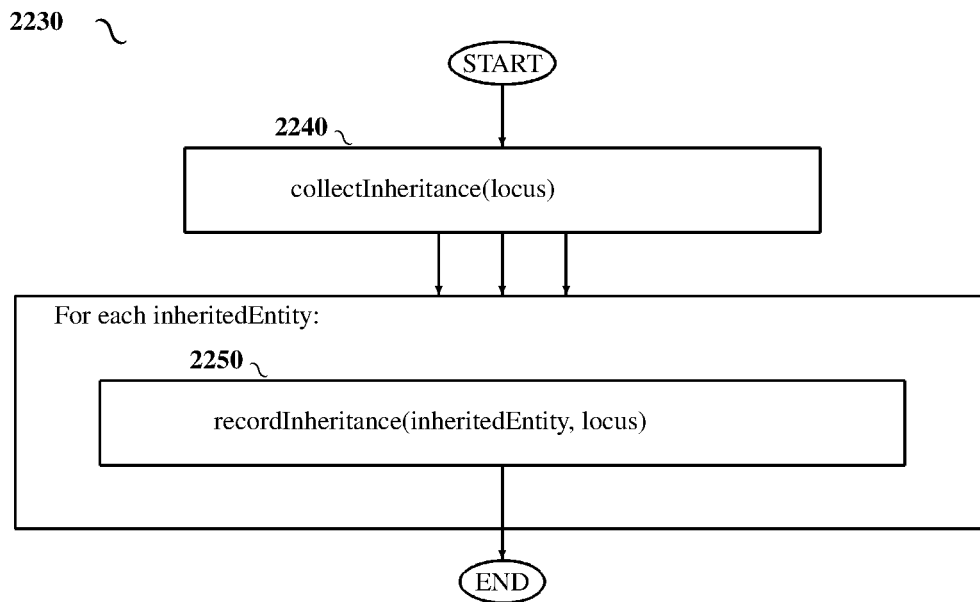 2230
START
2240
collectInheritance(locus)
For each inheritedEntity:
2250
recordInheritance(inheritedEntity, locus)
END